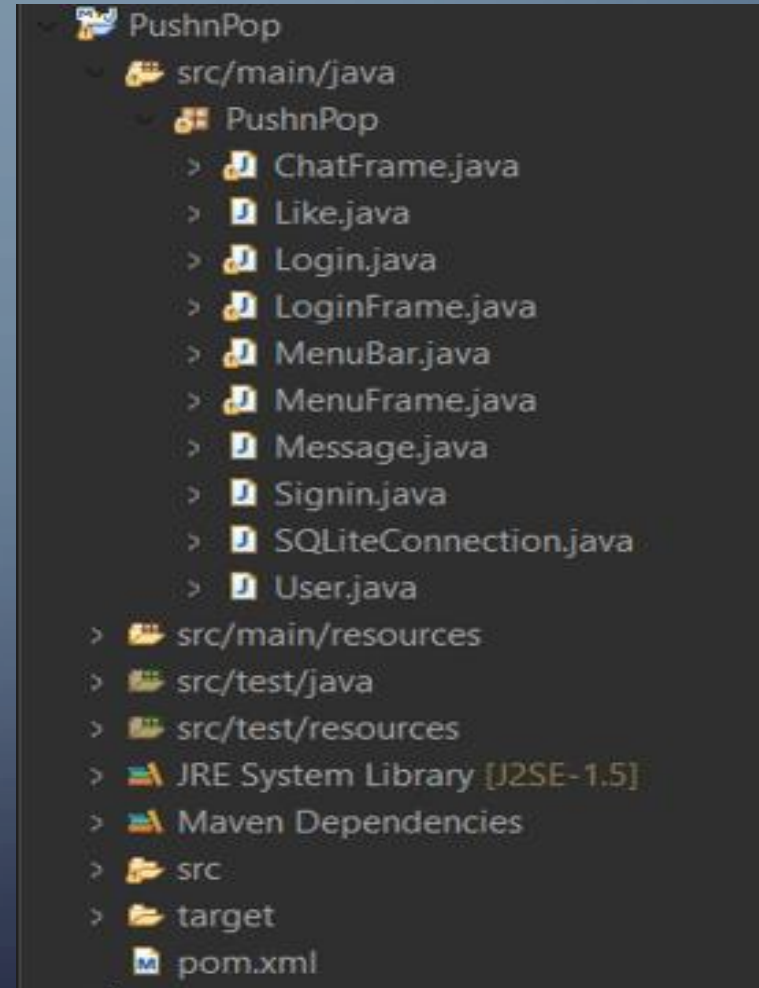 PushnPop
src/main/java
PushnPop
ChatFrame.java
Like.java
Login.java
LoginFrame.java
MenuBar.java
MenuFrame.java
Message.java
Signin.java
SQLiteConnection.java
User.java
src/main/resources
src/test/java
src/test/resources
JRE System Library [J2SE-1.5]
Maven Dependencies
src
target
pom.xml